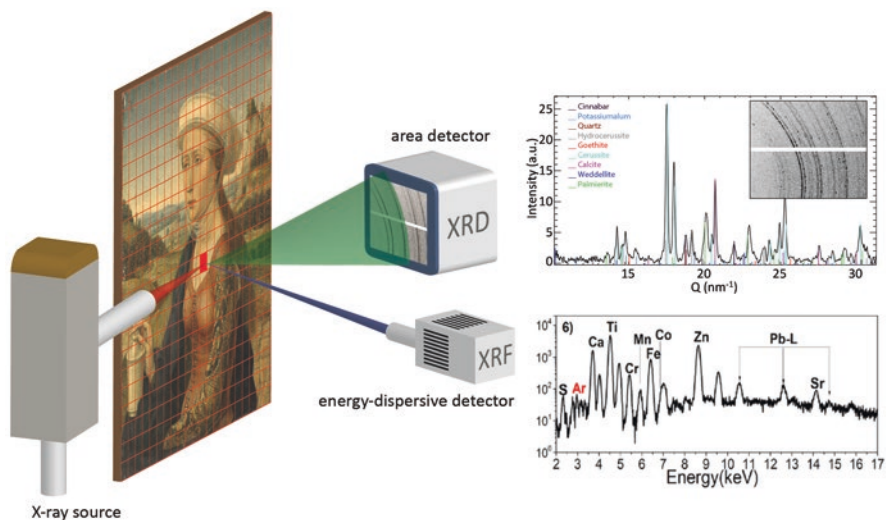 area detector
XRD
XRF
energy-dispersive detector
X-ray source
Intensity (a.u.)
25
20
15
10
5
0
Cinnabar
Potassiumalum
Quartz
Hydrocerussite
Goethite
Cerussite
Calcite
Weddellite
Palmierite
15 20 25 30
Q (nm⁻¹)
6)
10⁴
10³
10²
10¹
10⁰
S Ar Ca Ti Cr Mn Fe Co Zn Pb-L Sr
2 3 4 5 6 7 8 9 10 11 12 13 14 15 16 17
Energy(keV)